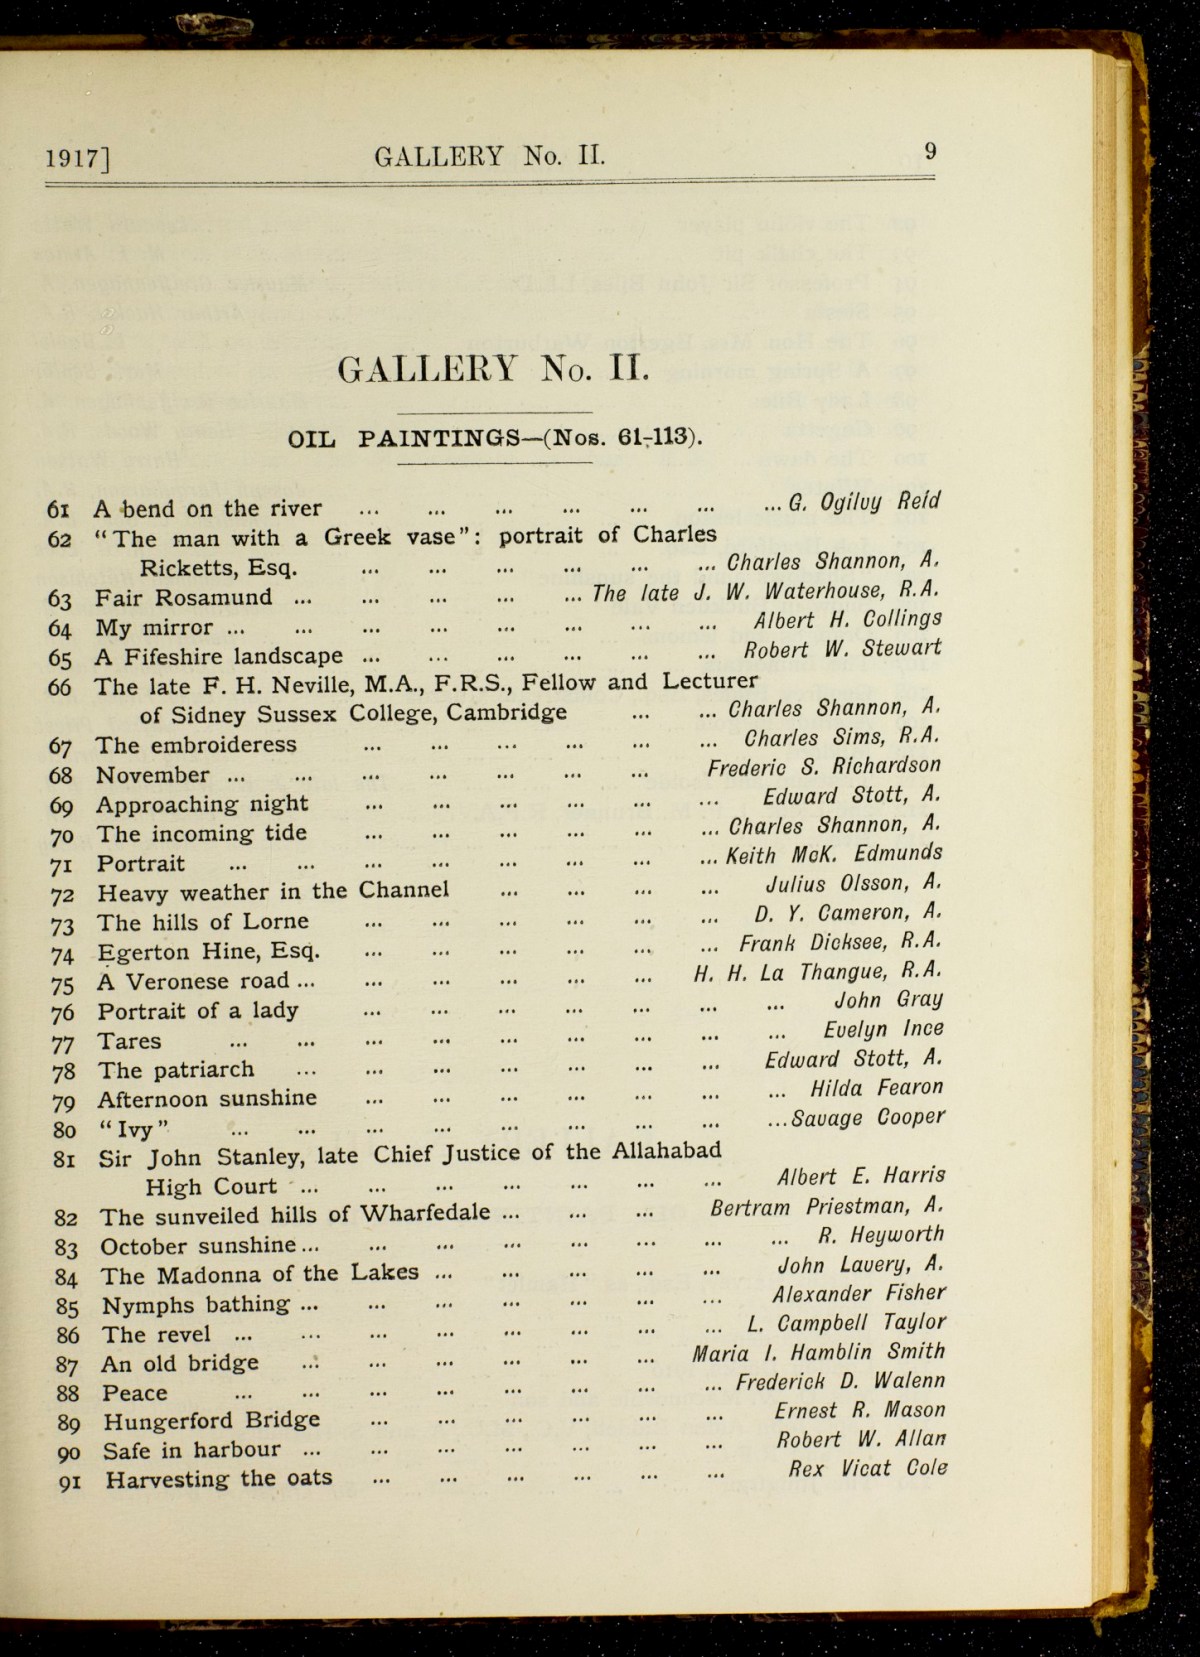 1917] GALLERY No. II. 9
GALLERY No. II.
OIL PAINTINGS—(Nos. 61-113).
61 A bend on the river ... ... ... ... ... ... ... G. Ogilvy Reid
62 "The man with a Greek vase": portrait of Charles
Ricketts, Esq. ... ... ... ... ... ... Charles Shannon, A.
63 Fair Rosamund ... ... ... ... ... The late J. W. Waterhouse, R.A.
64 My mirror ... ... ... ... ... ... ... ... Albert H. Collings
65 A Fifeshire landscape ... ... ... ... ... ... Robert W. Stewart
66 The late F. H. Neville, M.A., F.R.S., Fellow and Lecturer
of Sidney Sussex College, Cambridge ... ... Charles Shannon, A.
67 The embroideress ... ... ... ... ... ... Charles Sims, R.A.
68 November ... ... ... ... ... ... ... Frederic S. Richardson
69 Approaching night ... ... ... ... ... ... Edward Stott, A.
70 The incoming tide ... ... ... ... ... ... Charles Shannon, A.
71 Portrait ... ... ... ... ... ... ... ... Keith McK. Edmunds
72 Heavy weather in the Channel ... ... ... ... Julius Olsson, A.
73 The hills of Lorne ... ... ... ... ... ... D. Y. Cameron, A.
74 Egerton Hine, Esq. ... ... ... ... ... ... Frank Dicksee, R.A.
75 A Veronese road ... ... ... ... ... ... H. H. La Thangue, R.A.
76 Portrait of a lady ... ... ... ... ... ... ... John Gray
77 Tares ... ... ... ... ... ... ... ... ... Evelyn Ince
78 The patriarch ... ... ... ... ... ... ... Edward Stott, A.
79 Afternoon sunshine ... ... ... ... ... ... ... Hilda Fearon
80 "Ivy" ... ... ... ... ... ... ... ... ... Savage Cooper
81 Sir John Stanley, late Chief Justice of the Allahabad
High Court ... ... ... ... ... ... ... Albert E. Harris
82 The sunveiled hills of Wharfedale ... ... ... Bertram Priestman, A.
83 October sunshine ... ... ... ... ... ... ... ... R. Heyworth
84 The Madonna of the Lakes ... ... ... ... ... John Lavery, A.
85 Nymphs bathing ... ... ... ... ... ... ... Alexander Fisher
86 The revel ... ... ... ... ... ... ... ... L. Campbell Taylor
87 An old bridge ... ... ... ... ... ... Maria I. Hamblin Smith
88 Peace ... ... ... ... ... ... ... ... Frederick D. Walenn
89 Hungerford Bridge ... ... ... ... ... ... Ernest R. Mason
90 Safe in harbour ... ... ... ... ... ... ... Robert W. Allan
91 Harvesting the oats ... ... ... ... ... ... Rex Vicat Cole